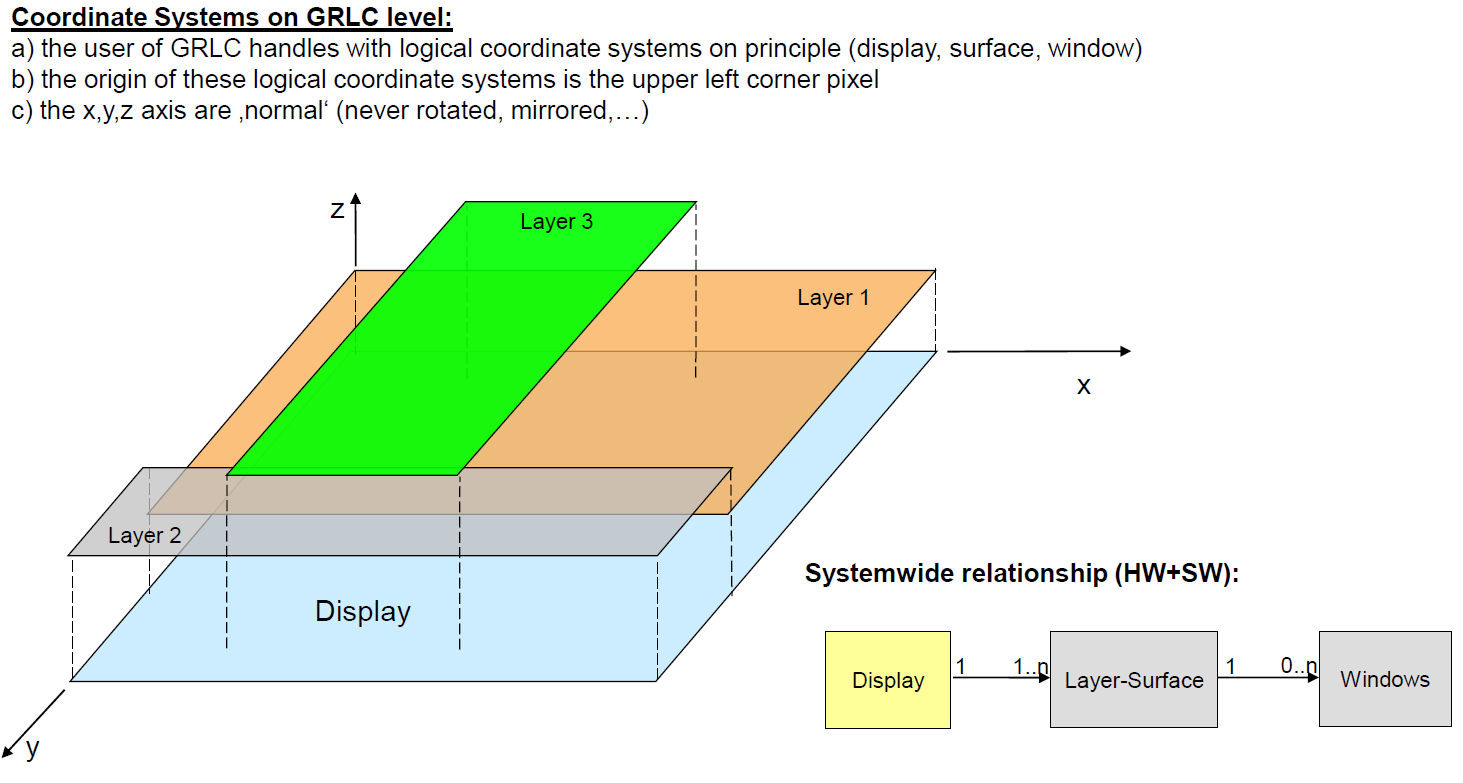 Coordinate Systems on GRLC level:
a) the user of GRLC handles with logical coordinate systems on principle (display, surface, window)
b) the origin of these logical coordinate systems is the upper left corner pixel
c) the x,y,z axis are ‚normal‘ (never rotated, mirrored,…)
z
Layer 3
Layer 1
x
Layer 2
Display
y
Systemwide relationship (HW+SW):
Display
1
1..n
Layer-Surface
1
0..n
Windows